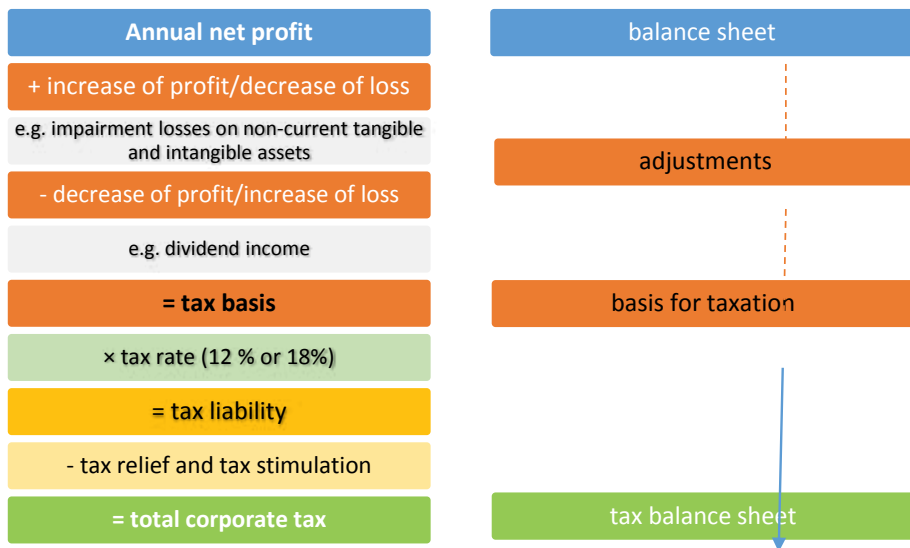 Annual net profit
+ increase of profit/decrease of loss
e.g. impairment losses on non-current tangible
and intangible assets
- decrease of profit/increase of loss
e.g. dividend income
= tax basis
× tax rate (12 % or 18%)
= tax liability
- tax relief and tax stimulation
= total corporate tax
balance sheet
adjustments
basis for taxation
tax balance sheet